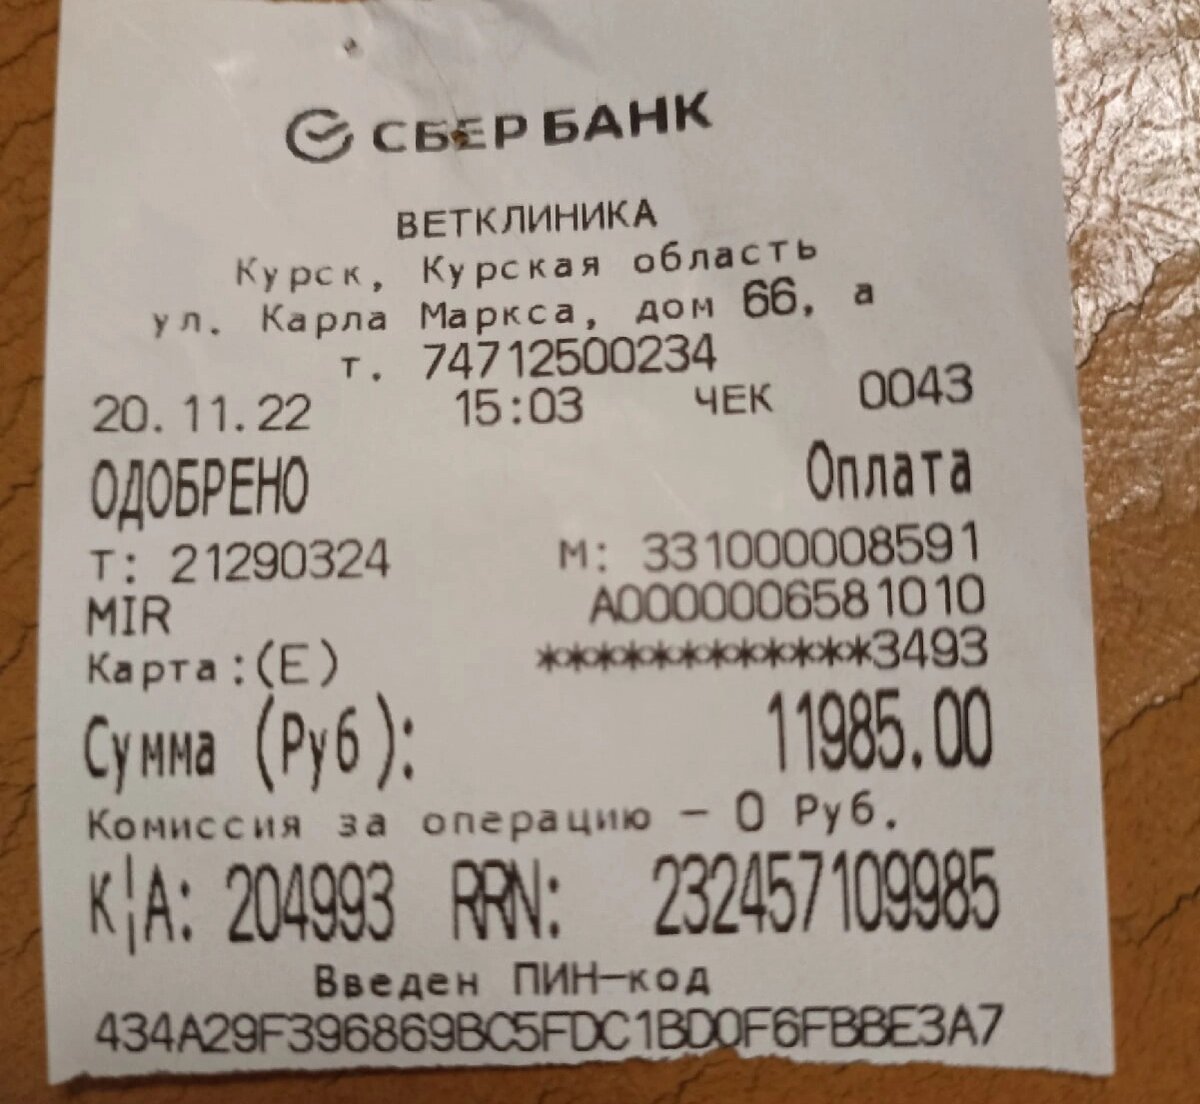 СБЕРБАНК
ВЕТКЛИНИКА
Курск, Курская область
ул. Карла Маркса, дом 66, а
т. 74712500234
20.11.22 15:03 ЧЕК 0043
ОДОБРЕНО Оплата
Т: 21290324 М: 331000008591
MIR A0000006581010
Карта:(E) ************3493
Сумма (Руб): 11985.00
Комиссия за операцию – 0 Руб.
К¦А: 204993 RRN: 232457109985
Введен ПИН-код
434A29F396869BC5FDC1BD0F6FBBE3A7